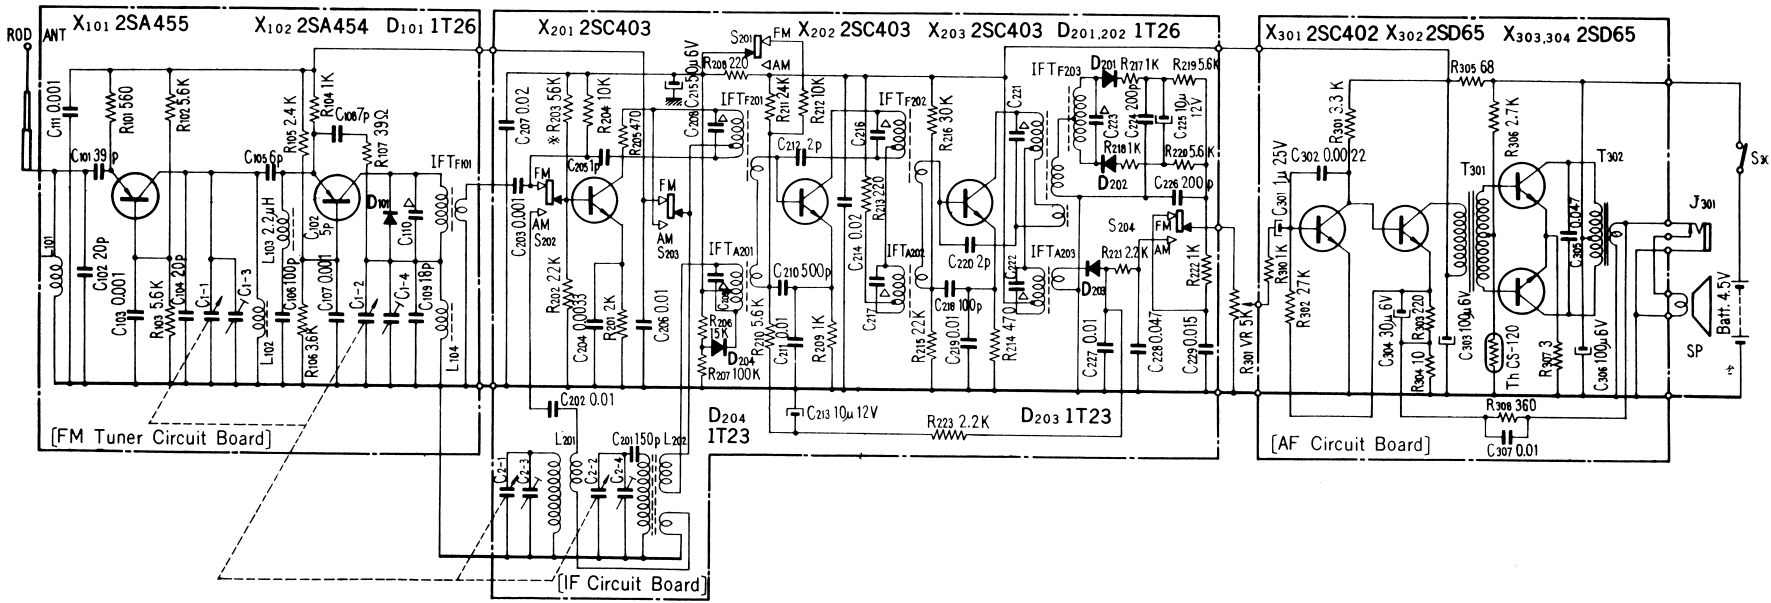 X101 2SA455
X102 2SA454
D101 1T26
X201 2SC403
X202 2SC403
X203 2SC403
D201,202 1T26
X301 2SC402
X302 2SD65
X303,304 2SD65
ROD ANT
C111 0.001
R101 560
R102 5.6K
R105 2.4K
R104 1K
C108 7p
R107 39Ω
IFTF101
C101 39p
C105 6p
L101
C102 20p
C103 0.001
R103 5.6K
C104 20p
C1-1
C1-3
L103 2.2μH
L102
C106 100p
R106 3.6K
C102 5p
C107 0.001
D101
C110
C1-2
C1-4
C109 18p
L104
[FM Tuner Circuit Board]
C207 0.02
※R203 56K
R204 10K
R205 470
C205 1p
C203 0.001
FM
AM
S202
R202 22K
C204 0.0033
R201 2K
C206 0.01
FM
AM
S203
C215 50μ6V
R208 220
S201
FM
AM
C208
IFTF201
R211 24K
R212 10K
C212 2p
IFTA201
C209
R206 15K
D204
R207 100K
C210 500p
R210 5.6K
C211 0.01
R209 1K
C213 10μ 12V
C214 0.02
R213 220
C216
IFTF202
IFTA202
C217
R216 30K
C220 2p
C218 100p
R215 22K
C219 0.01
R214 470
C221
C222
IFTF203
IFTA203
D201
R217 1K
R219 5.6K
C223
C224 200p
C225 10μ 12V
R218 1K
D202
R220 5.6K
C226 200p
S204
FM
AM
R221 2.2K
D203
R222 1K
C227 0.01
C228 0.047
C229 0.015
R223 2.2K
D203 1T23
D204 1T23
C202 0.01
L201
C201 150p
L202
C2-1
C2-3
C2-2
C2-4
[IF Circuit Board]
R301 VR 5K
R310 1K
C301 1μ 25V
C302 0.0022
R301 3.3K
R302 27K
R305 68
R306 2.7K
T301
T302
C304 30μ6V
R303 220
R304 10
C303 100μ6V
Th CS-120
R307 3
C305 0.047
C306 100μ6V
R308 360
C307 0.01
[AF Circuit Board]
J301
SP
Batt. 4.5V